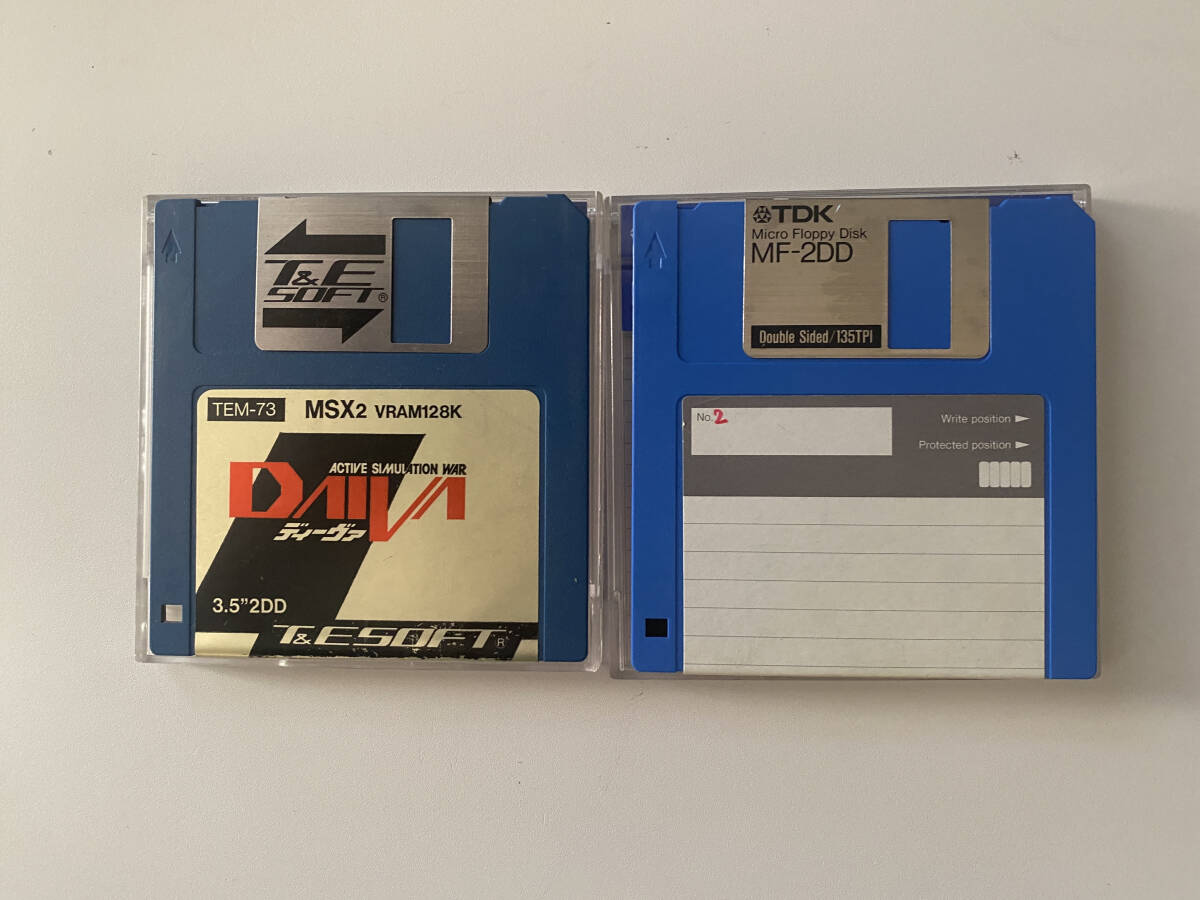 T&E
SOFT®
TEM-73
MSX2 VRAM128K
ACTIVE SIMULATION WAR
DAIVA
ディーヴァ
3.5"2DD
T&ESOFT®
TDK
Micro Floppy Disk
MF-2DD
Double Sided/135TPI
No.2
Write position ►
Protected position ►